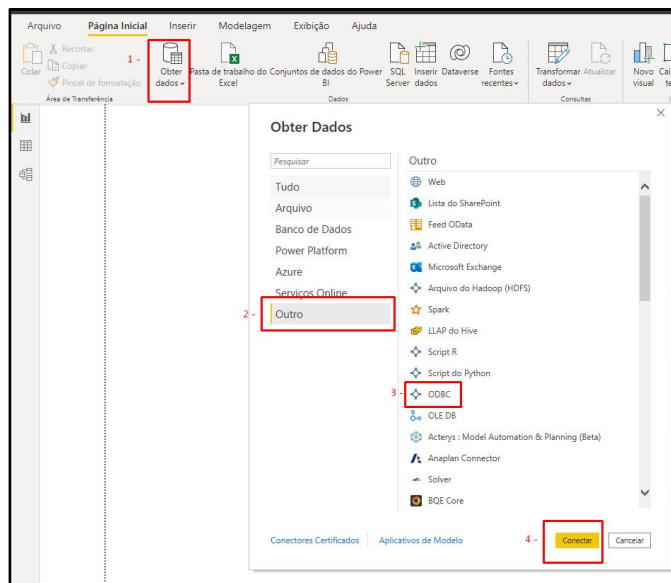 Arquivo Página Inicial Inserir Modelagem Exibição Ajuda
Colar
Recortar
Copiar
Pincel de formatação
Área de Transferência
1 -
Obter dados
Pasta de trabalho do Excel
Conjuntos de dados do Power BI
SQL Server
Inserir dados
Dataverse
Fontes recentes
Dados
Transformar dados
Atualizar
Consultas
Novo visual
Obter Dados
Pesquisar
Tudo
Arquivo
Banco de Dados
Power Platform
Azure
Serviços Online
2 - Outro
Outro
Web
Lista do SharePoint
Feed OData
Active Directory
Microsoft Exchange
Arquivo do Hadoop (HDFS)
Spark
LLAP do Hive
Script R
Script do Python
3 - ODBC
OLE DB
Acterys : Model Automation & Planning (Beta)
Anaplan Connector
Solver
BQE Core
Conectores Certificados Aplicativos de Modelo
4 - Conectar Cancelar